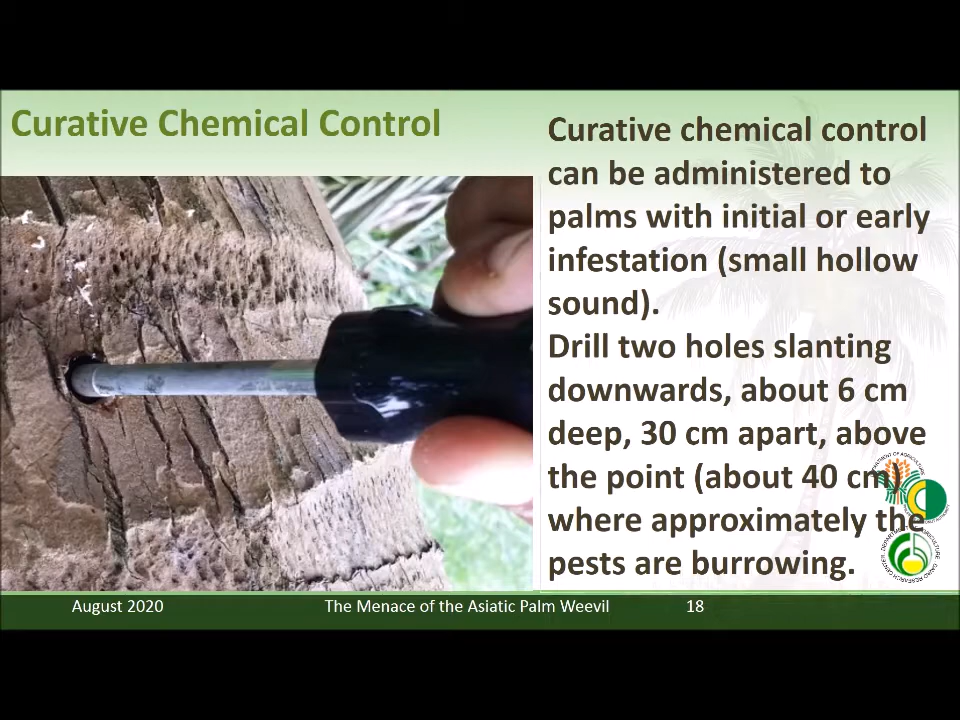 Curative Chemical Control
Curative chemical control
can be administered to
palms with initial or early
infestation (small hollow
sound).
Drill two holes slanting
downwards, about 6 cm
deep, 30 cm apart, above
the point (about 40 cm)
where approximately the
pests are burrowing.
August 2020
The Menace of the Asiatic Palm Weevil
18